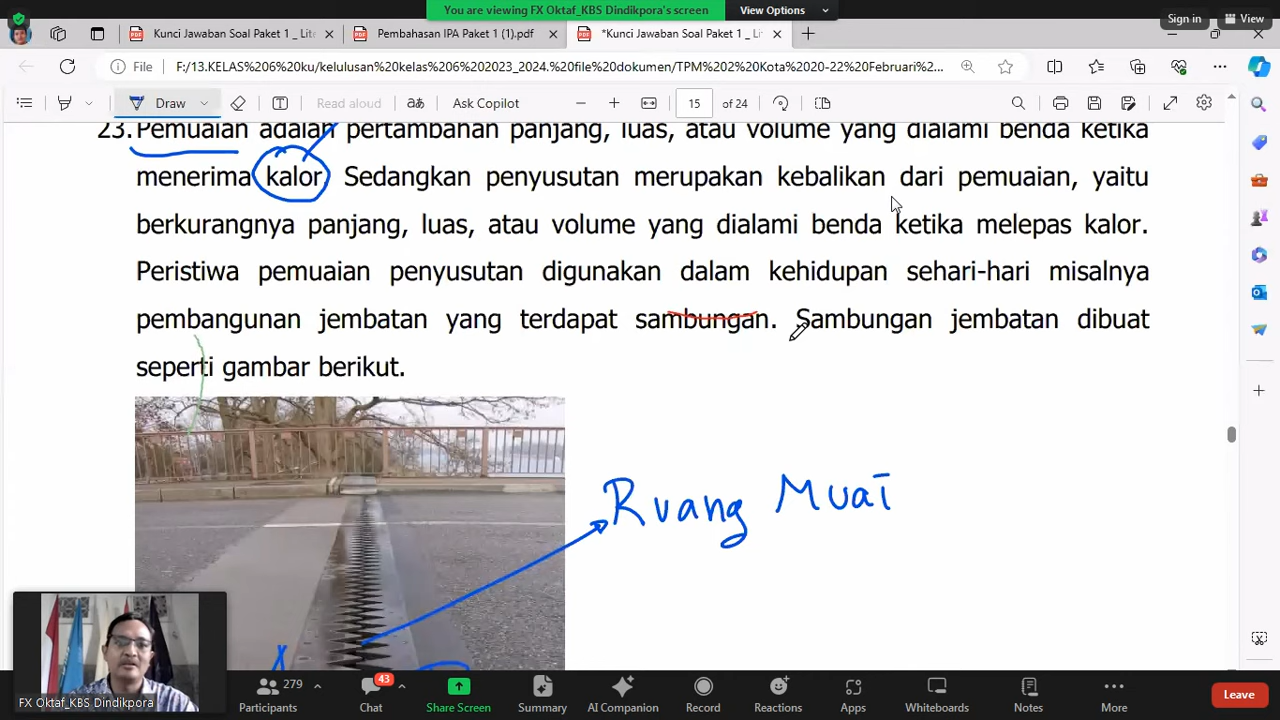 You are viewing FX Oktaf_KBS Dindikpora's screen
View Options
Sign in
View
Kunci Jawaban Soal Paket 1 _ Lite
Pembahasan IPA Paket 1 (1).pdf
*Kunci Jawaban Soal Paket 1 _ Li
File
F:/13.KELAS%206%20ku/kelulusan%20kelas%206%202023_2024.%20file%20dokumen/TPM%202%20Kota%2020-22%20Februari%2...
Draw
Read aloud
aあ
Ask Copilot
15
of 24
23. Pemuaian adalah pertambahan panjang, luas, atau volume yang dialami benda ketika
menerima kalor. Sedangkan penyusutan merupakan kebalikan dari pemuaian, yaitu
berkurangnya panjang, luas, atau volume yang dialami benda ketika melepas kalor.
Peristiwa pemuaian penyusutan digunakan dalam kehidupan sehari-hari misalnya
pembangunan jembatan yang terdapat sambungan. Sambungan jembatan dibuat
seperti gambar berikut.
Ruang Muai
FX Oktaf_KBS Dindikpora
279
43
Participants
Chat
Share Screen
Summary
AI Companion
Record
Reactions
Apps
Whiteboards
Notes
More
Leave